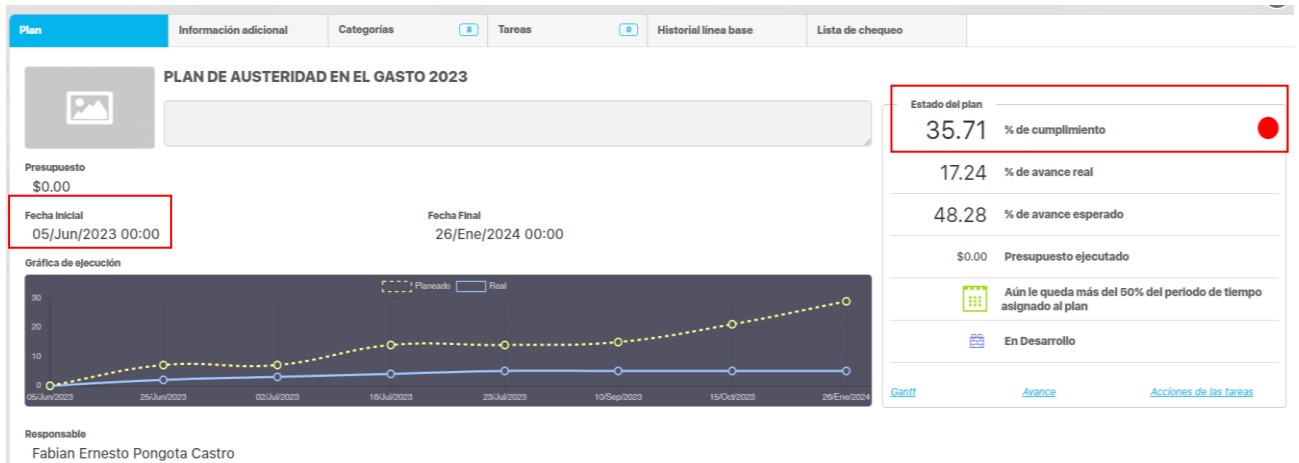 Plan
Información adicional
Categorías
8
Tareas
0
Historial línea base
Lista de chequeo
PLAN DE AUSTERIDAD EN EL GASTO 2023
Presupuesto
$0.00
Fecha Inicial
05/Jun/2023 00:00
Fecha Final
26/Ene/2024 00:00
Gráfica de ejecución
Planeado
Real
30
20
10
0
05/Jun/2023
25/Jun/2023
02/Jul/2023
16/Jul/2023
23/Jul/2023
10/Sep/2023
15/Oct/2023
26/Ene/2024
Responsable
Fabian Ernesto Pongota Castro
Estado del plan
35.71 % de cumplimiento
17.24 % de avance real
48.28 % de avance esperado
$0.00 Presupuesto ejecutado
Aún le queda más del 50% del periodo de tiempo
asignado al plan
En Desarrollo
Gantt
Avance
Acciones de las tareas